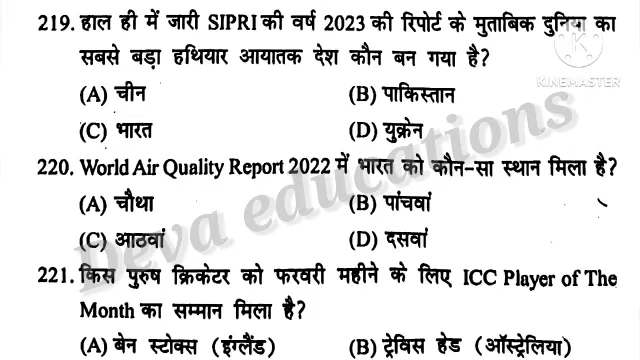 219. हाल ही में जारी SIPRI की वर्ष 2023 की रिपोर्ट के मुताबिक दुनिया का
सबसे बड़ा हथियार आयातक देश कौन बन गया है?
(A) चीन (B) पाकिस्तान
(C) भारत (D) युक्रेन
220. World Air Quality Report 2022 में भारत को कौन-सा स्थान मिला है?
(A) चौथा (B) पांचवां
(C) आठवां (D) दसवां
221. किस पुरुष क्रिकेटर को फरवरी महीने के लिए ICC Player of The
Month का सम्मान मिला है?
(A) बेन स्टोक्स (इंग्लैंड) (B) ट्रेविस हेड (ऑस्ट्रेलिया)
Deva educations
KINEMASTER